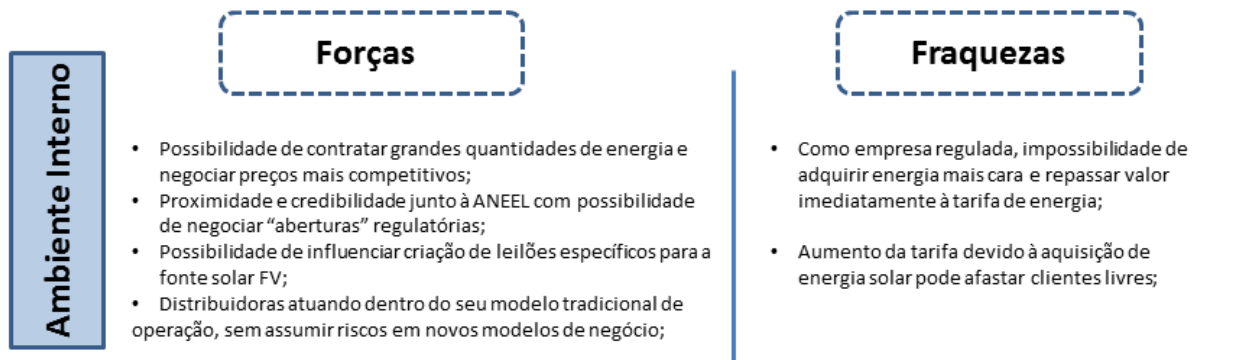 Ambiente Interno
Forças
• Possibilidade de contratar grandes quantidades de energia e
negociar preços mais competitivos;
• Proximidade e credibilidade junto à ANEEL com possibilidade
de negociar “aberturas” regulatórias;
• Possibilidade de influenciar criação de leilões específicos para a
fonte solar FV;
• Distribuidoras atuando dentro do seu modelo tradicional de
operação, sem assumir riscos em novos modelos de negócio;
Fraquezas
• Como empresa regulada, impossibilidade de
adquirir energia mais cara e repassar valor
imediatamente à tarifa de energia;
• Aumento da tarifa devido à aquisição de
energia solar pode afastar clientes livres;